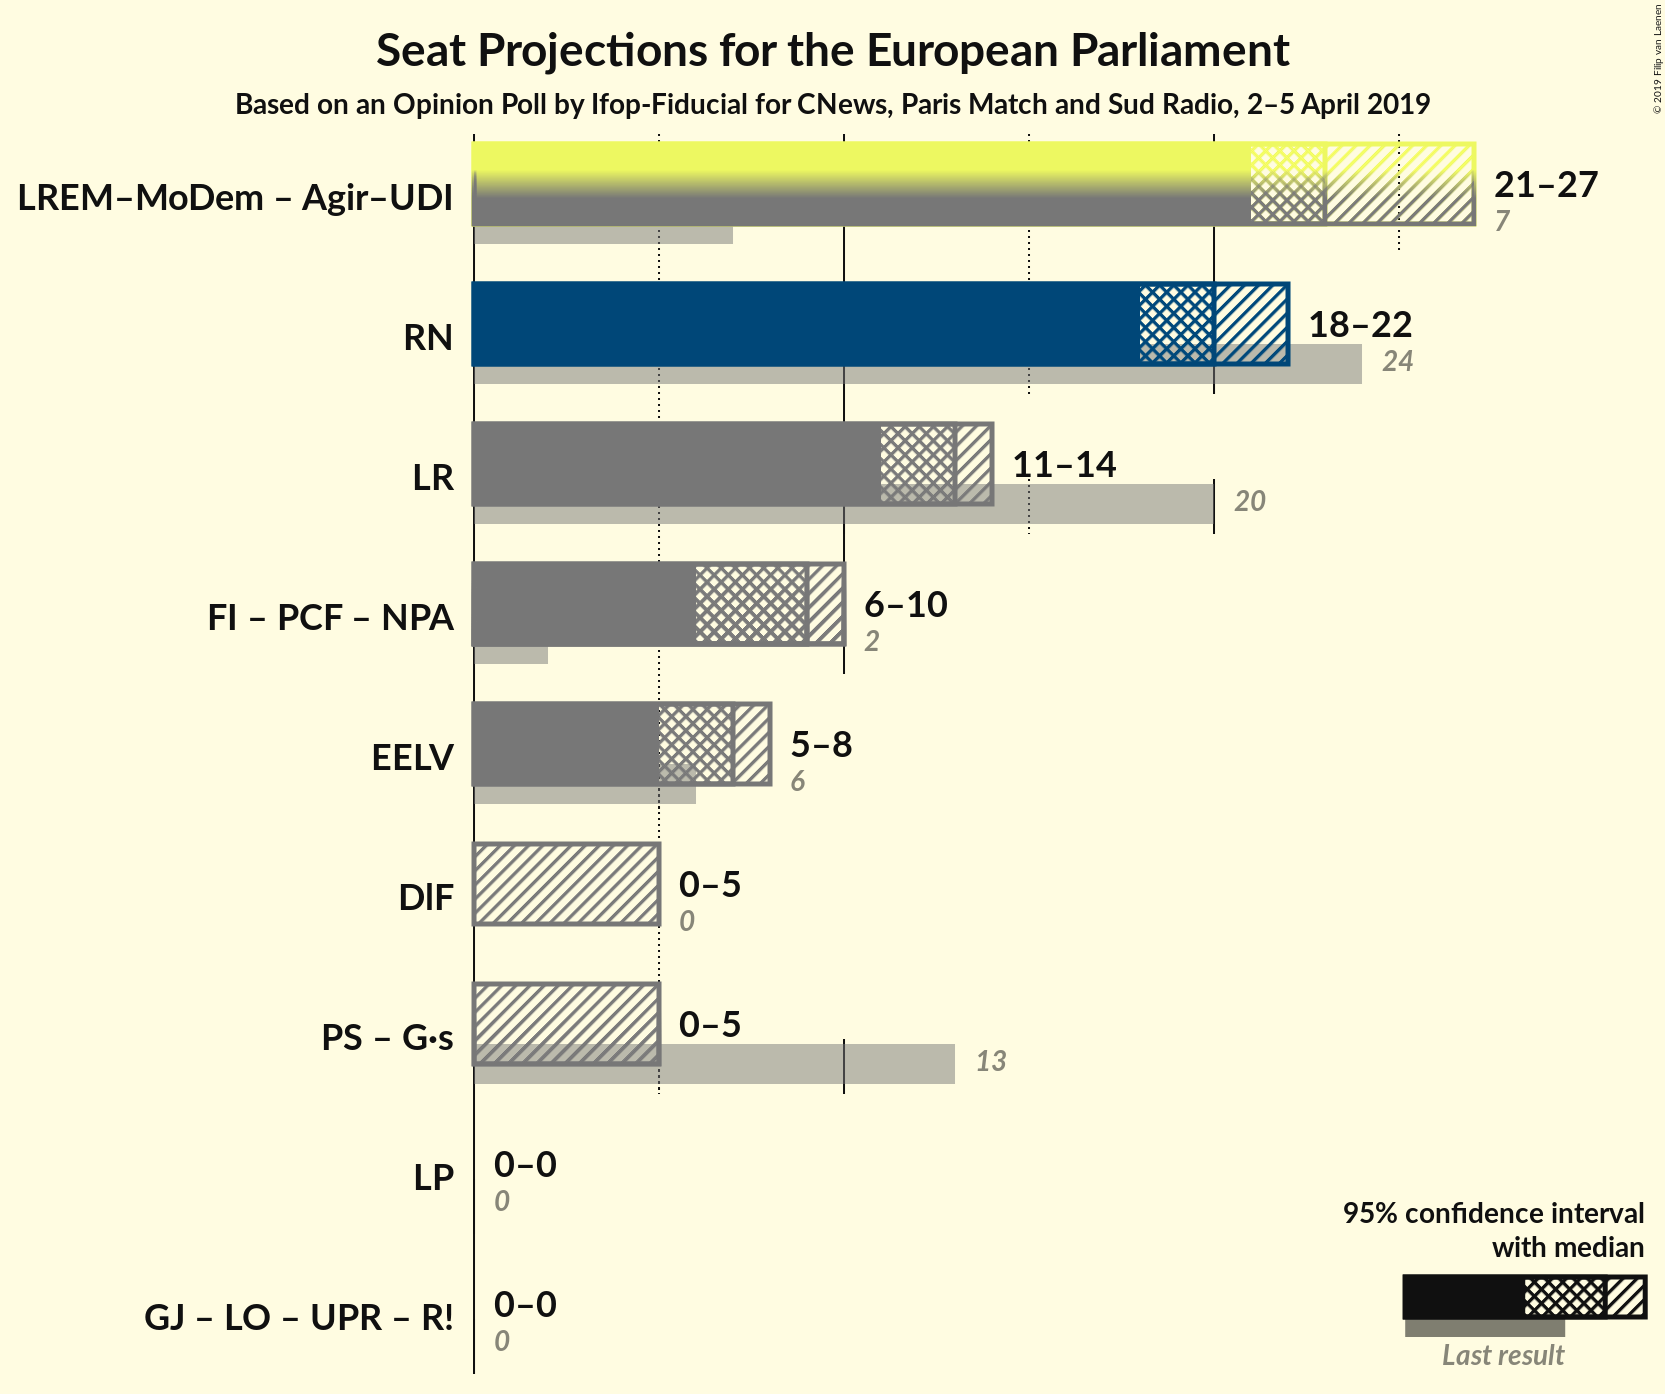 Seat Projections for the European Parliament
Based on an Opinion Poll by Ifop-Fiducial for CNews, Paris Match and Sud Radio, 2–5 April 2019
© 2019 Filip van Laenen
LREM–MoDem – Agir–UDI
21–27
7
RN
18–22
24
LR
11–14
20
FI – PCF – NPA
6–10
2
EELV
5–8
6
DlF
0–5
0
PS – G·s
0–5
13
LP
0–0
0
GJ – LO – UPR – R!
0–0
0
95% confidence interval
with median
Last result